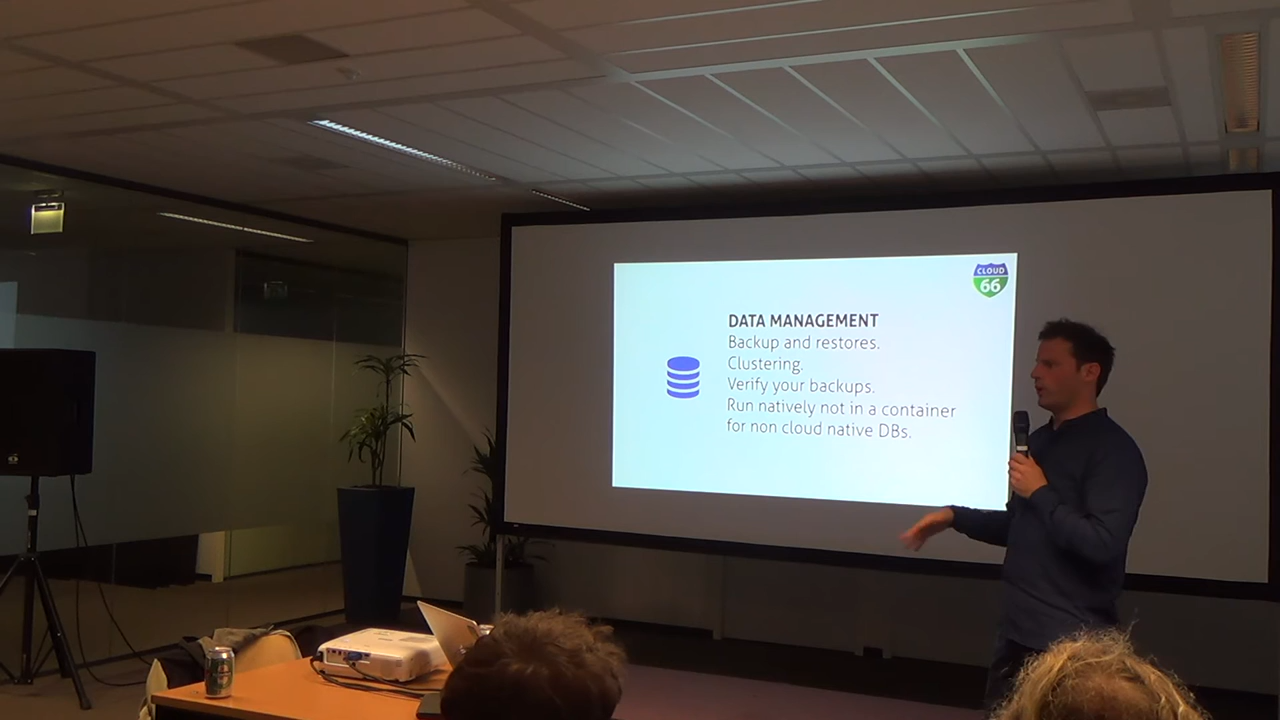 CLOUD
66
DATA MANAGEMENT
Backup and restores.
Clustering.
Verify your backups.
Run natively not in a container
for non cloud native DBs.